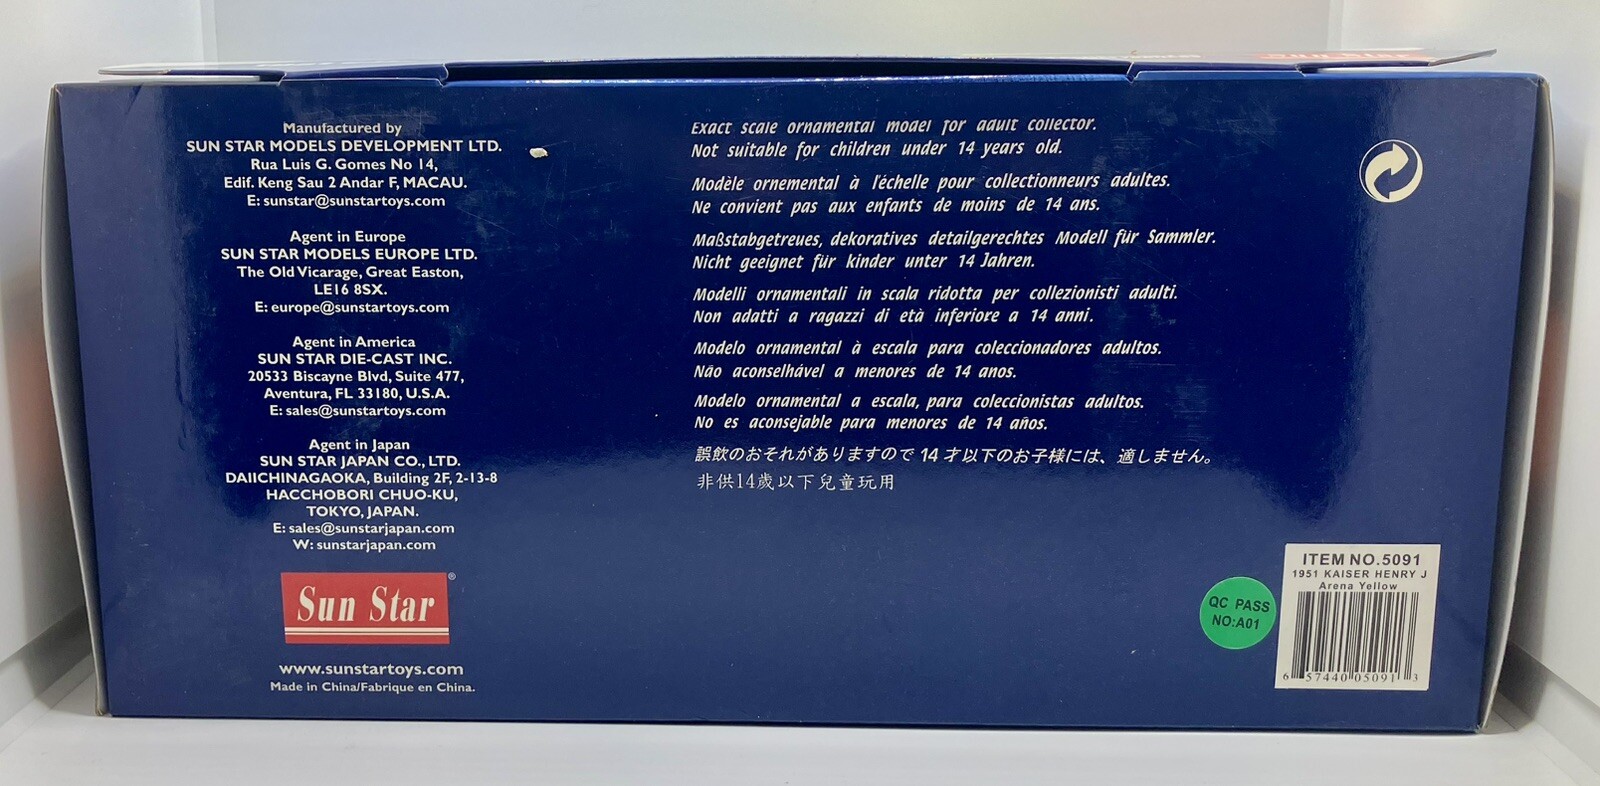 Manufactured by
SUN STAR MODELS DEVELOPMENT LTD.
Rua Luis G. Gomes No 14,
Edif. Keng Sau 2 Andar F, MACAU.
E: sunstar@sunstartoys.com
Agent in Europe
SUN STAR MODELS EUROPE LTD.
The Old Vicarage, Great Easton,
LE16 8SX.
E: europe@sunstartoys.com
Agent in America
SUN STAR DIE-CAST INC.
20533 Biscayne Blvd, Suite 477,
Aventura, FL 33180, U.S.A.
E: sales@sunstartoys.com
Agent in Japan
SUN STAR JAPAN CO., LTD.
DAIICHINAGAOKA, Building 2F, 2-13-8
HACCHOBORI CHUO-KU,
TOKYO, JAPAN.
E: sales@sunstarjapan.com
W: sunstarjapan.com
Sun Star®
www.sunstartoys.com
Made in China/Fabrique en China.
Exact scale ornamental model for adult collector.
Not suitable for children under 14 years old.
Modèle ornemental à l'échelle pour collectionneurs adultes.
Ne convient pas aux enfants de moins de 14 ans.
Maßstabgetreues, dekoratives detailgerechtes Modell für Sammler.
Nicht geeignet für kinder unter 14 Jahren.
Modelli ornamentali in scala ridotta per collezionisti adulti.
Non adatti a ragazzi di età inferiore a 14 anni.
Modelo ornamental à escala para coleccionadores adultos.
Não aconselhável a menores de 14 anos.
Modelo ornamental a escala, para coleccionistas adultos.
No es aconsejable para menores de 14 años.
誤飲のおそれがありますので 14 才以下のお子様には、適しません。
非供14歲以下兒童玩用
QC PASS
NO:A01
ITEM NO.5091
1951 KAISER HENRY J
Arena Yellow
6 57440 05091 3